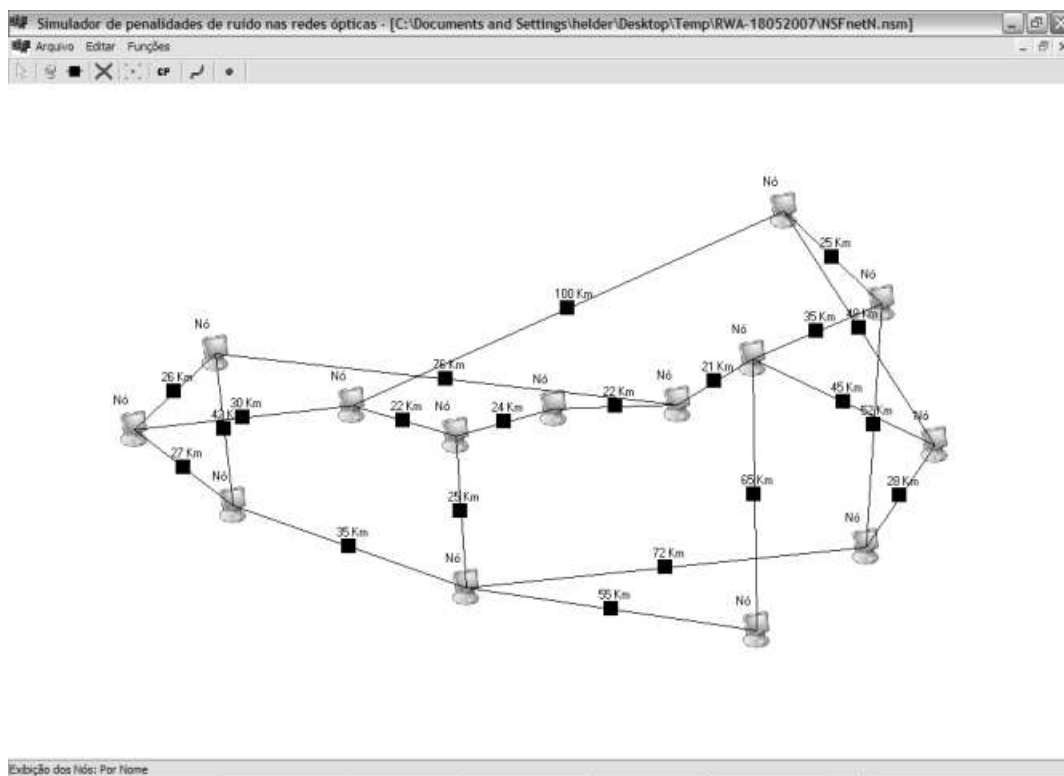 Simulador de penalidades de ruído nas redes ópticas - [C:\Documents and Settings\helder\Desktop\Temp\RWA-18052007\NSFnetN.nsm]
Arquivo Editar Funções
CP
Nó
25 Km
Nó
100 Km
35 Km
Nó
Nó
76 Km
21 Km
26 Km
Nó
Nó
Nó
22 Km
45 Km
Nó
30 Km
22 Km
Nó
24 Km
Nó
27 Km
Nó
65 Km
28 Km
25 Km
Nó
35 Km
72 Km
Nó
55 Km
Nó
Exibição dos Nós: Por Nome